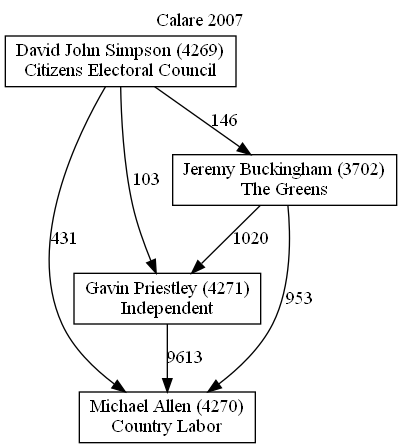 Calare 2007
David John Simpson (4269)
Citizens Electoral Council
146
Jeremy Buckingham (3702)
The Greens
103
431
1020
953
Gavin Priestley (4271)
Independent
9613
Michael Allen (4270)
Country Labor